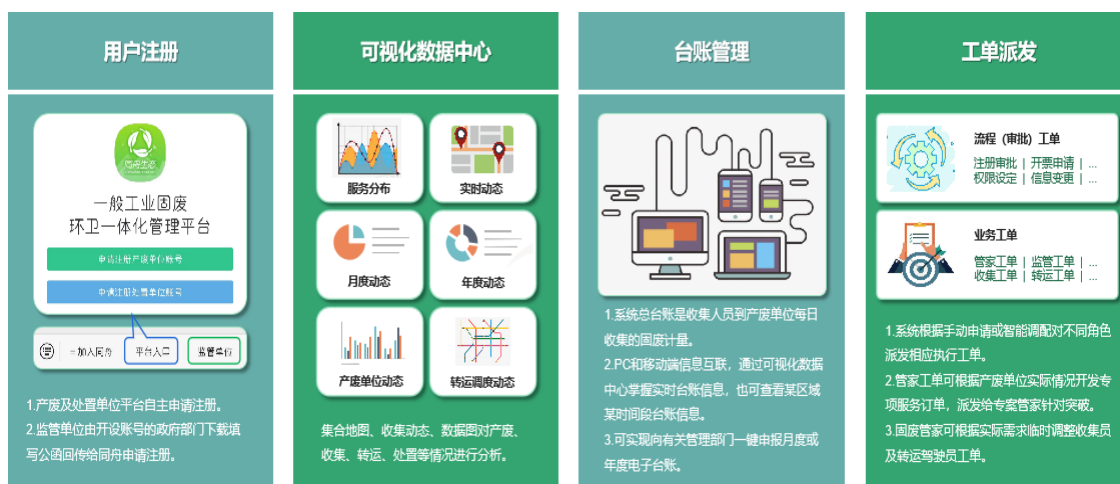 用户注册
同舟生态
一般工业固废
环卫一体化管理平台
申请注册产废单位账号
申请注册处置单位账号
≡加入同舟
平台入口
监管单位
1.产废及处置单位平台自主申请注册。
2.监管单位由开设账号的政府部门下载填
写公函回传给同舟申请注册。
可视化数据中心
服务分布
实时动态
月度动态
年度动态
产废单位动态
转运调度动态
集合地图、收集动态、数据图对产废、
收集、转运、处置等情况进行分析。
台账管理
1.系统总台账是收集人员到产废单位每日
收集的固废计量。
2.PC和移动端信息互联，通过可视化数据
中心掌握实时台账信息，也可查看某区域
某时间段台账信息。
3.可实现向有关管理部门一键申报月度或
年度电子台账。
工单派发
流程（审批）工单
注册审批 | 开票申请 | ...
权限设定 | 信息变更 | ...
业务工单
管家工单 | 监管工单 | ...
收集工单 | 转运工单 | ...
1.系统根据手动申请或智能调配对不同角色
派发相应执行工单。
2.管家工单可根据产废单位实际情况开发专
项服务订单，派发给专案管家针对突破。
3.固废管家可根据实际需求临时调整收集员
及转运驾驶员工单。